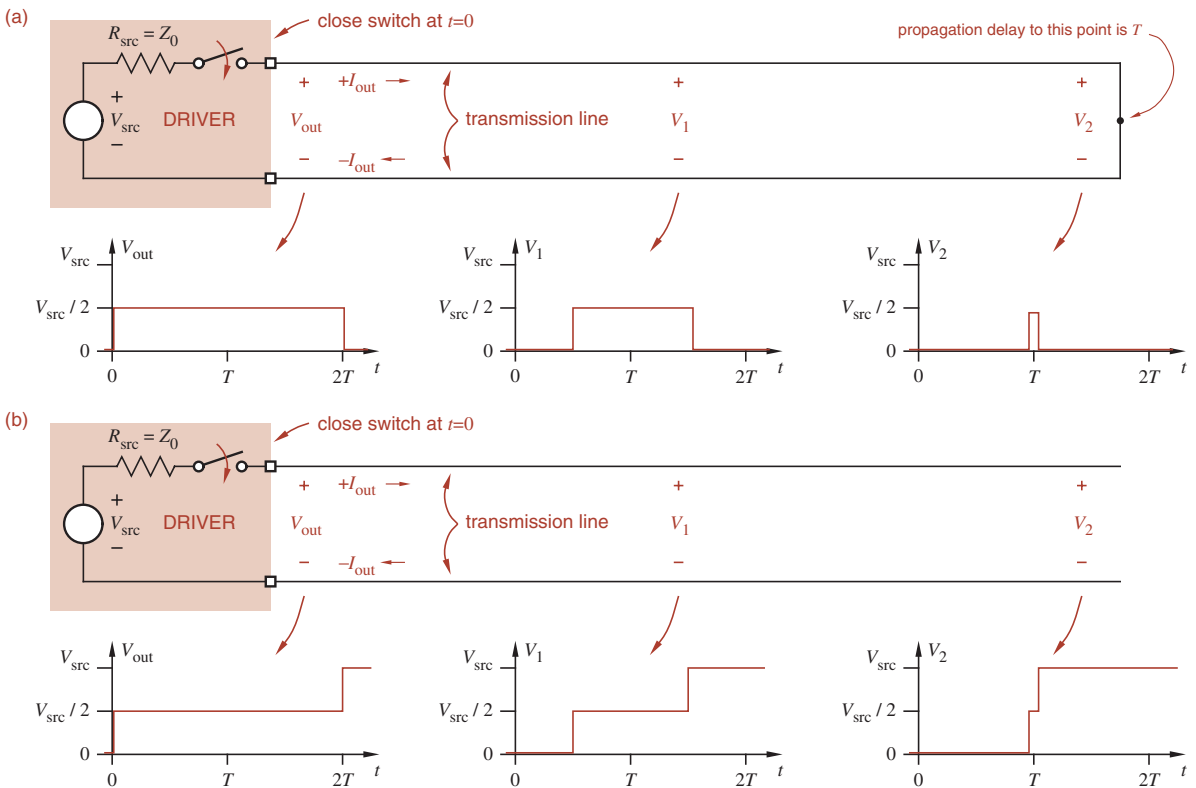 (a)
close switch at t=0
R_src = Z_0
propagation delay to this point is T
+ + +I_out + +
V_src DRIVER V_out transmission line V_1 V_2
− − −I_out − −
V_src V_out V_src V_1 V_src V_2
V_src / 2 V_src / 2 V_src / 2
0 0 0
0 T 2T t 0 T 2T t 0 T 2T t
(b)
close switch at t=0
R_src = Z_0
+ + +I_out + +
V_src DRIVER V_out transmission line V_1 V_2
− − −I_out − −
V_src V_out V_src V_1 V_src V_2
V_src / 2 V_src / 2 V_src / 2
0 0 0
0 T 2T t 0 T 2T t 0 T 2T t